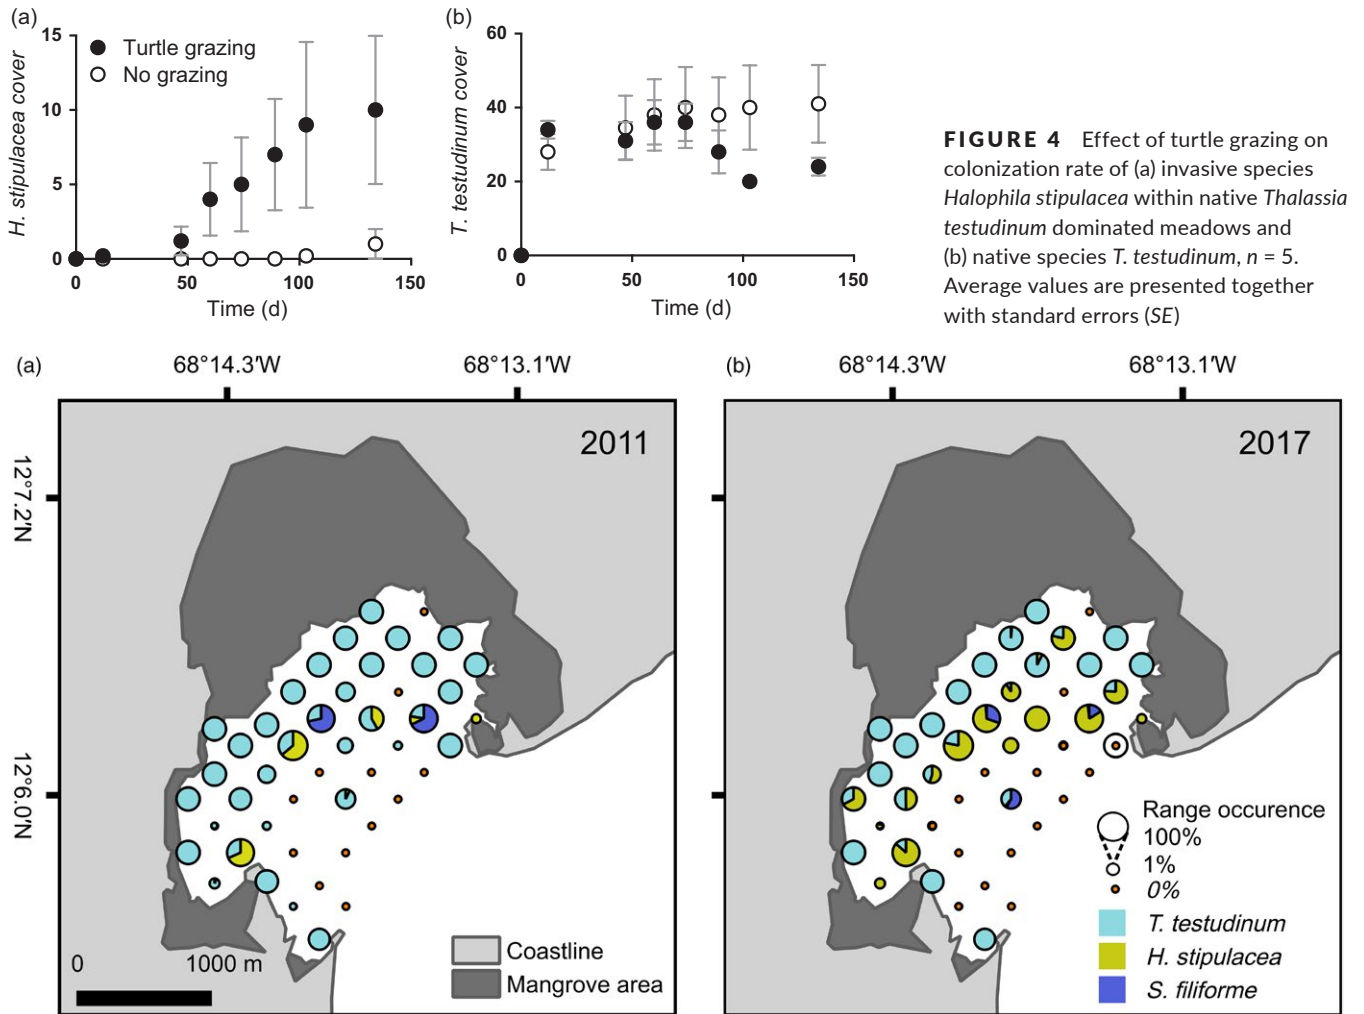 (a)
H. stipulacea cover
15
10
5
0
Turtle grazing
No grazing
0 50 100 150
Time (d)
(b)
T. testudinum cover
60
40
20
0
0 50 100 150
Time (d)
FIGURE 4 Effect of turtle grazing on
colonization rate of (a) invasive species
Halophila stipulacea within native Thalassia
testudinum dominated meadows and
(b) native species T. testudinum, n = 5.
Average values are presented together
with standard errors (SE)
(a)
68°14.3'W 68°13.1'W
2011
12°7.2'N
12°6.0'N
0 1000 m
Coastline
Mangrove area
(b)
68°14.3'W 68°13.1'W
2017
Range occurence
100%
1%
0%
T. testudinum
H. stipulacea
S. filiforme